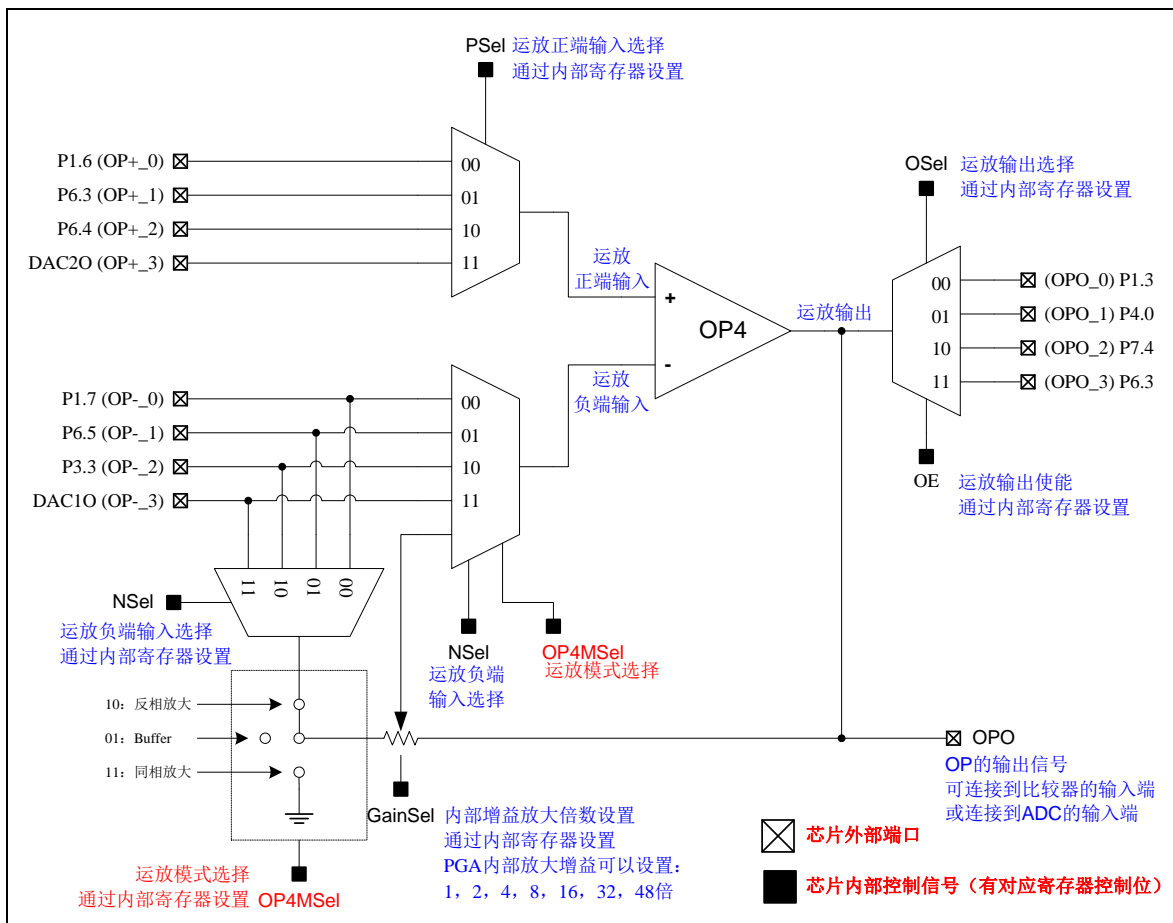 PSel 运放正端输入选择
通过内部寄存器设置
P1.6 (OP+_0)
P6.3 (OP+_1)
P6.4 (OP+_2)
DAC2O (OP+_3)
00
01
10
11
OSel 运放输出选择
通过内部寄存器设置
运放
正端输入
+
OP4
-
运放
负端输入
运放输出
00
01
10
11
(OPO_0) P1.3
(OPO_1) P4.0
(OPO_2) P7.4
(OPO_3) P6.3
OE 运放输出使能
通过内部寄存器设置
P1.7 (OP-_0)
P6.5 (OP-_1)
P3.3 (OP-_2)
DAC1O (OP-_3)
00
01
10
11
11
10
01
00
NSel
运放负端输入选择
通过内部寄存器设置
NSel
运放负端
输入选择
OP4MSel
运放模式选择
10：反相放大
01：Buffer
11：同相放大
运放模式选择
通过内部寄存器设置 OP4MSel
GainSel 内部增益放大倍数设置
通过内部寄存器设置
PGA内部放大增益可以设置：
1，2，4，8，16，32，48倍
OPO
OP的输出信号
可连接到比较器的输入端
或连接到ADC的输入端
芯片外部端口
芯片内部控制信号（有对应寄存器控制位）